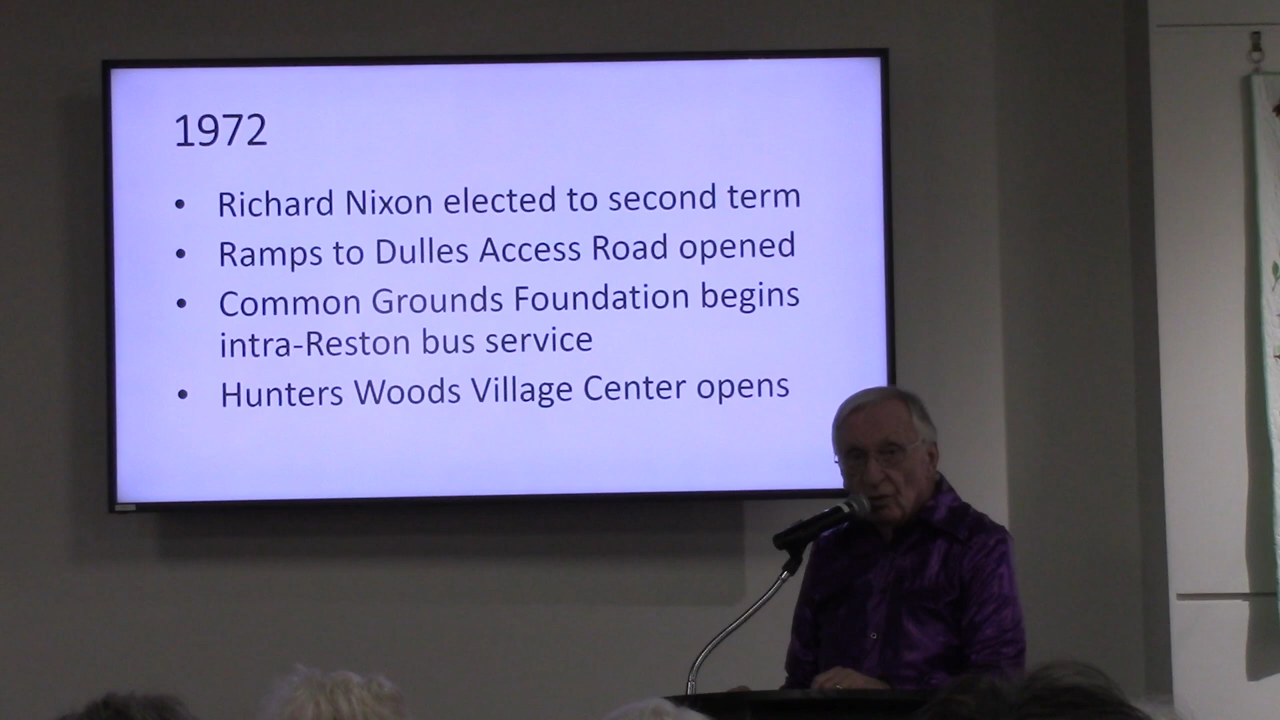 1972
• Richard Nixon elected to second term
• Ramps to Dulles Access Road opened
• Common Grounds Foundation begins
intra-Reston bus service
• Hunters Woods Village Center opens